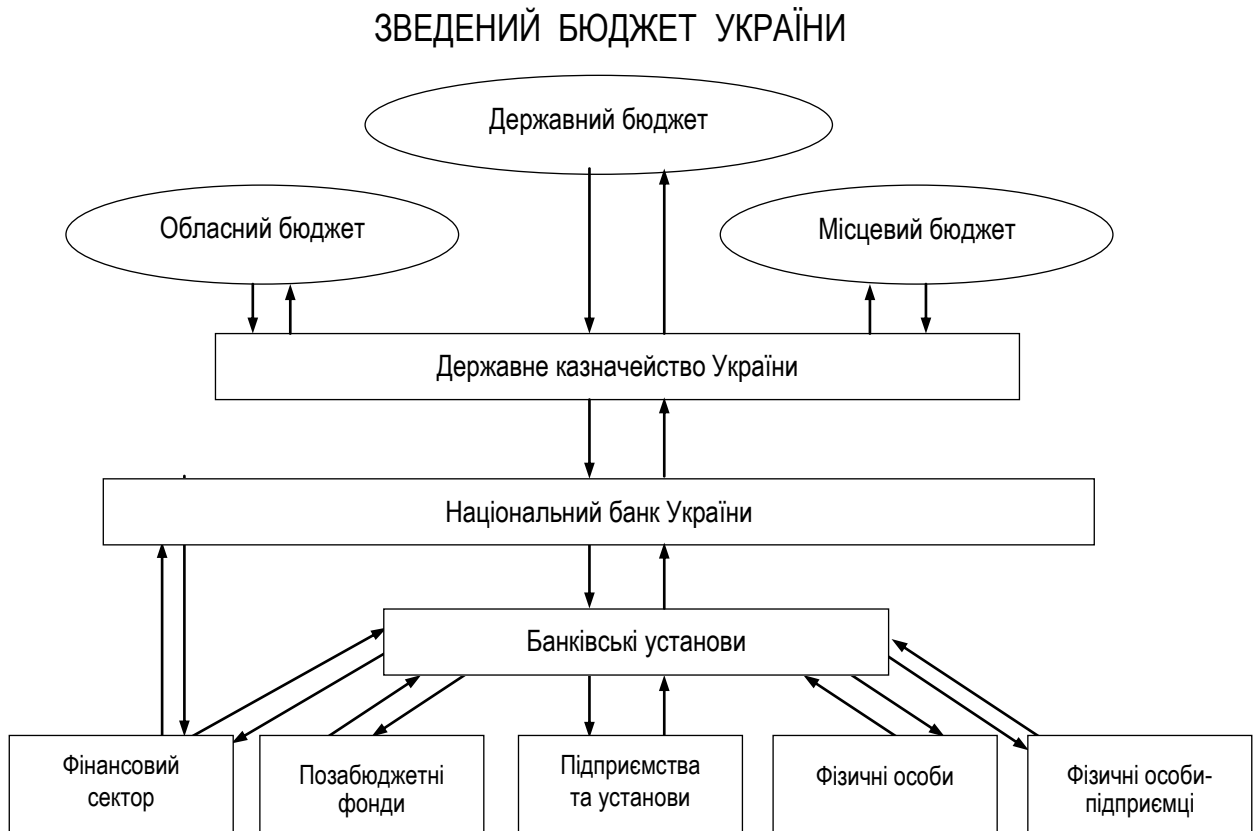 ЗВЕДЕНИЙ БЮДЖЕТ УКРАЇНИ
Державний бюджет
Обласний бюджет
Місцевий бюджет
Державне казначейство України
Національний банк України
Банківські установи
Фінансовий
сектор
Позабюджетні
фонди
Підприємства
та установи
Фізичні особи
Фізичні особи-
підприємці